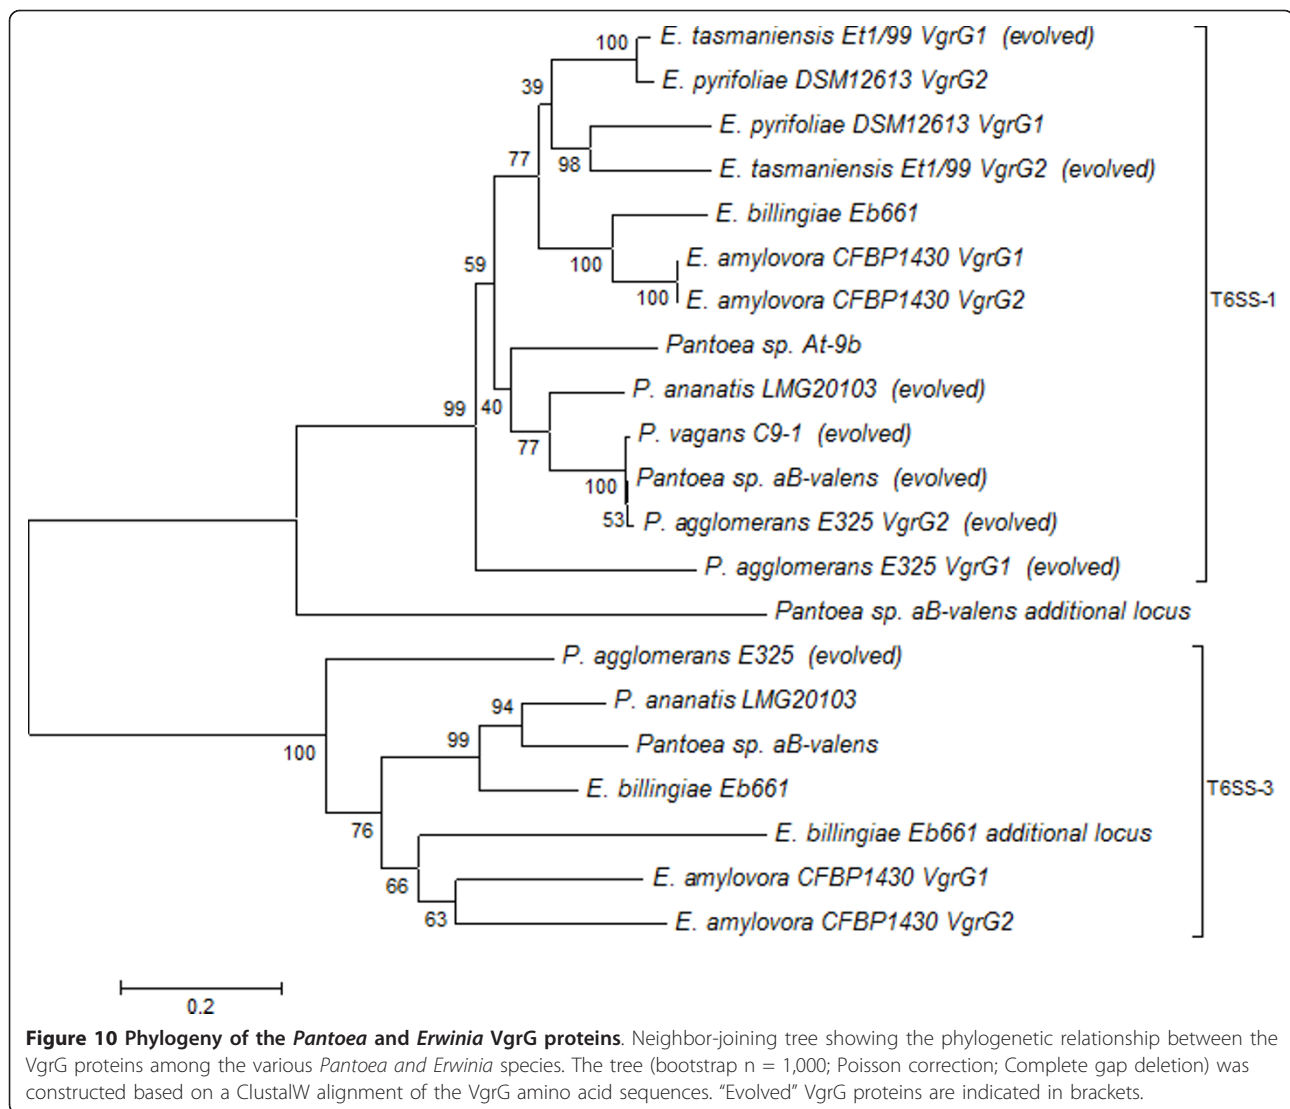 100
E. tasmaniensis Et1/99 VgrG1 (evolved)
E. pyrifoliae DSM12613 VgrG2
39
E. pyrifoliae DSM12613 VgrG1
98
E. tasmaniensis Et1/99 VgrG2 (evolved)
77
E. billingiae Eb661
100
E. amylovora CFBP1430 VgrG1
100
E. amylovora CFBP1430 VgrG2
59
T6SS-1
Pantoea sp. At-9b
40
P. ananatis LMG20103 (evolved)
99
77
P. vagans C9-1 (evolved)
100
Pantoea sp. aB-valens (evolved)
53
P. agglomerans E325 VgrG2 (evolved)
P. agglomerans E325 VgrG1 (evolved)
Pantoea sp. aB-valens additional locus
P. agglomerans E325 (evolved)
100
94
P. ananatis LMG20103
99
Pantoea sp. aB-valens
E. billingiae Eb661
T6SS-3
76
E. billingiae Eb661 additional locus
66
E. amylovora CFBP1430 VgrG1
63
E. amylovora CFBP1430 VgrG2
0.2
Figure 10 Phylogeny of the Pantoea and Erwinia VgrG proteins. Neighbor-joining tree showing the phylogenetic relationship between the
VgrG proteins among the various Pantoea and Erwinia species. The tree (bootstrap n = 1,000; Poisson correction; Complete gap deletion) was
constructed based on a ClustalW alignment of the VgrG amino acid sequences. “Evolved” VgrG proteins are indicated in brackets.